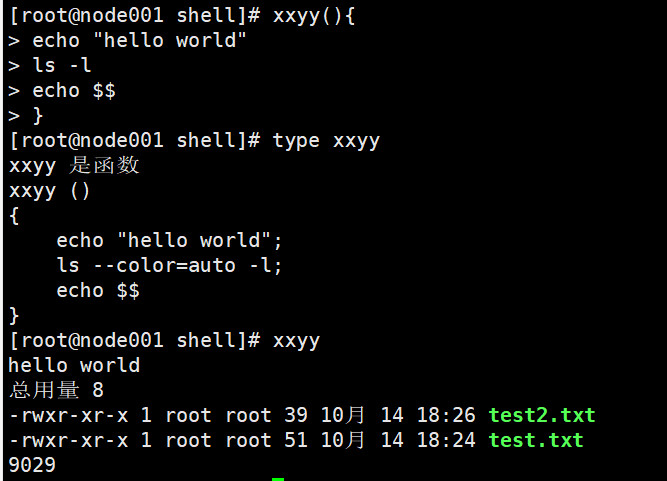 [root@node001 shell]# xxyy(){
> echo "hello world"
> ls -l
> echo $$
> }
[root@node001 shell]# type xxyy
xxyy 是函数
xxyy ()
{
    echo "hello world";
    ls --color=auto -l;
    echo $$
}
[root@node001 shell]# xxyy
hello world
总用量 8
-rwxr-xr-x 1 root root 39 10月 14 18:26 test2.txt
-rwxr-xr-x 1 root root 51 10月 14 18:24 test.txt
9029